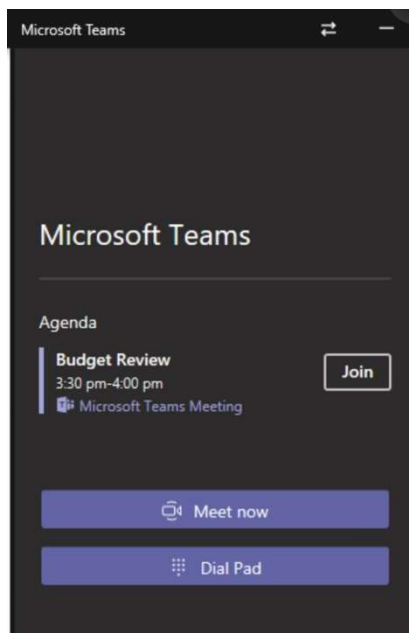 Microsoft Teams
Microsoft Teams
Agenda
Budget Review
Join
3:30 pm-4:00 pm
Microsoft Teams Meeting
Meet now
Dial Pad